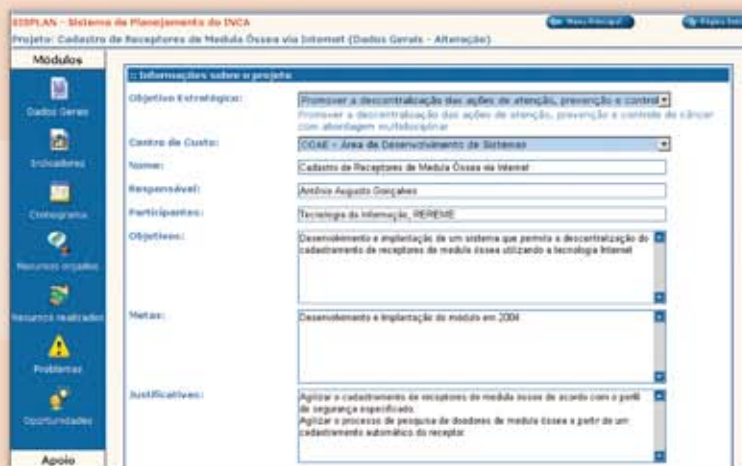 SISPLAN - Sistema de Planejamento do INCA
Menu Principal
Projeto: Cadastro de Receptores de Medula Óssea via Internet (Dados Gerais - Alteração)
Módulos
Dados Gerais
Indicadores
Cronograma
Recursos orçados
Recursos realizados
Problemas
Oportunidades
Apoio
:: Informações sobre o projeto
Objetivo Estratégico:
Promover a descentralização das ações de atenção, prevenção e control
Promover a descentralização das ações de atenção, prevenção e controle do câncer
com abordagem multidisciplinar
Centro de Custo:
COAE - Área de Desenvolvimento de Sistemas
Nome:
Cadastro de Receptores de Medula Óssea via Internet
Responsável:
Antônio Augusto Gonçalves
Participantes:
Tecnologia da Informação, REREME
Objetivos:
Desenvolvimento e implantação de um sistema que permita a descentralização do
cadastramento de receptores de medula óssea utilizando a tecnologia Internet
Metas:
Desenvolvimento e Implantação do módulo em 2004
Justificativas:
Agilizar o cadastramento de receptores de medula óssea de acordo com o perfil
de segurança especificado.
Agilizar o processo de pesquisa de doadores de medula óssea a partir de um
cadastramento automático do receptor.